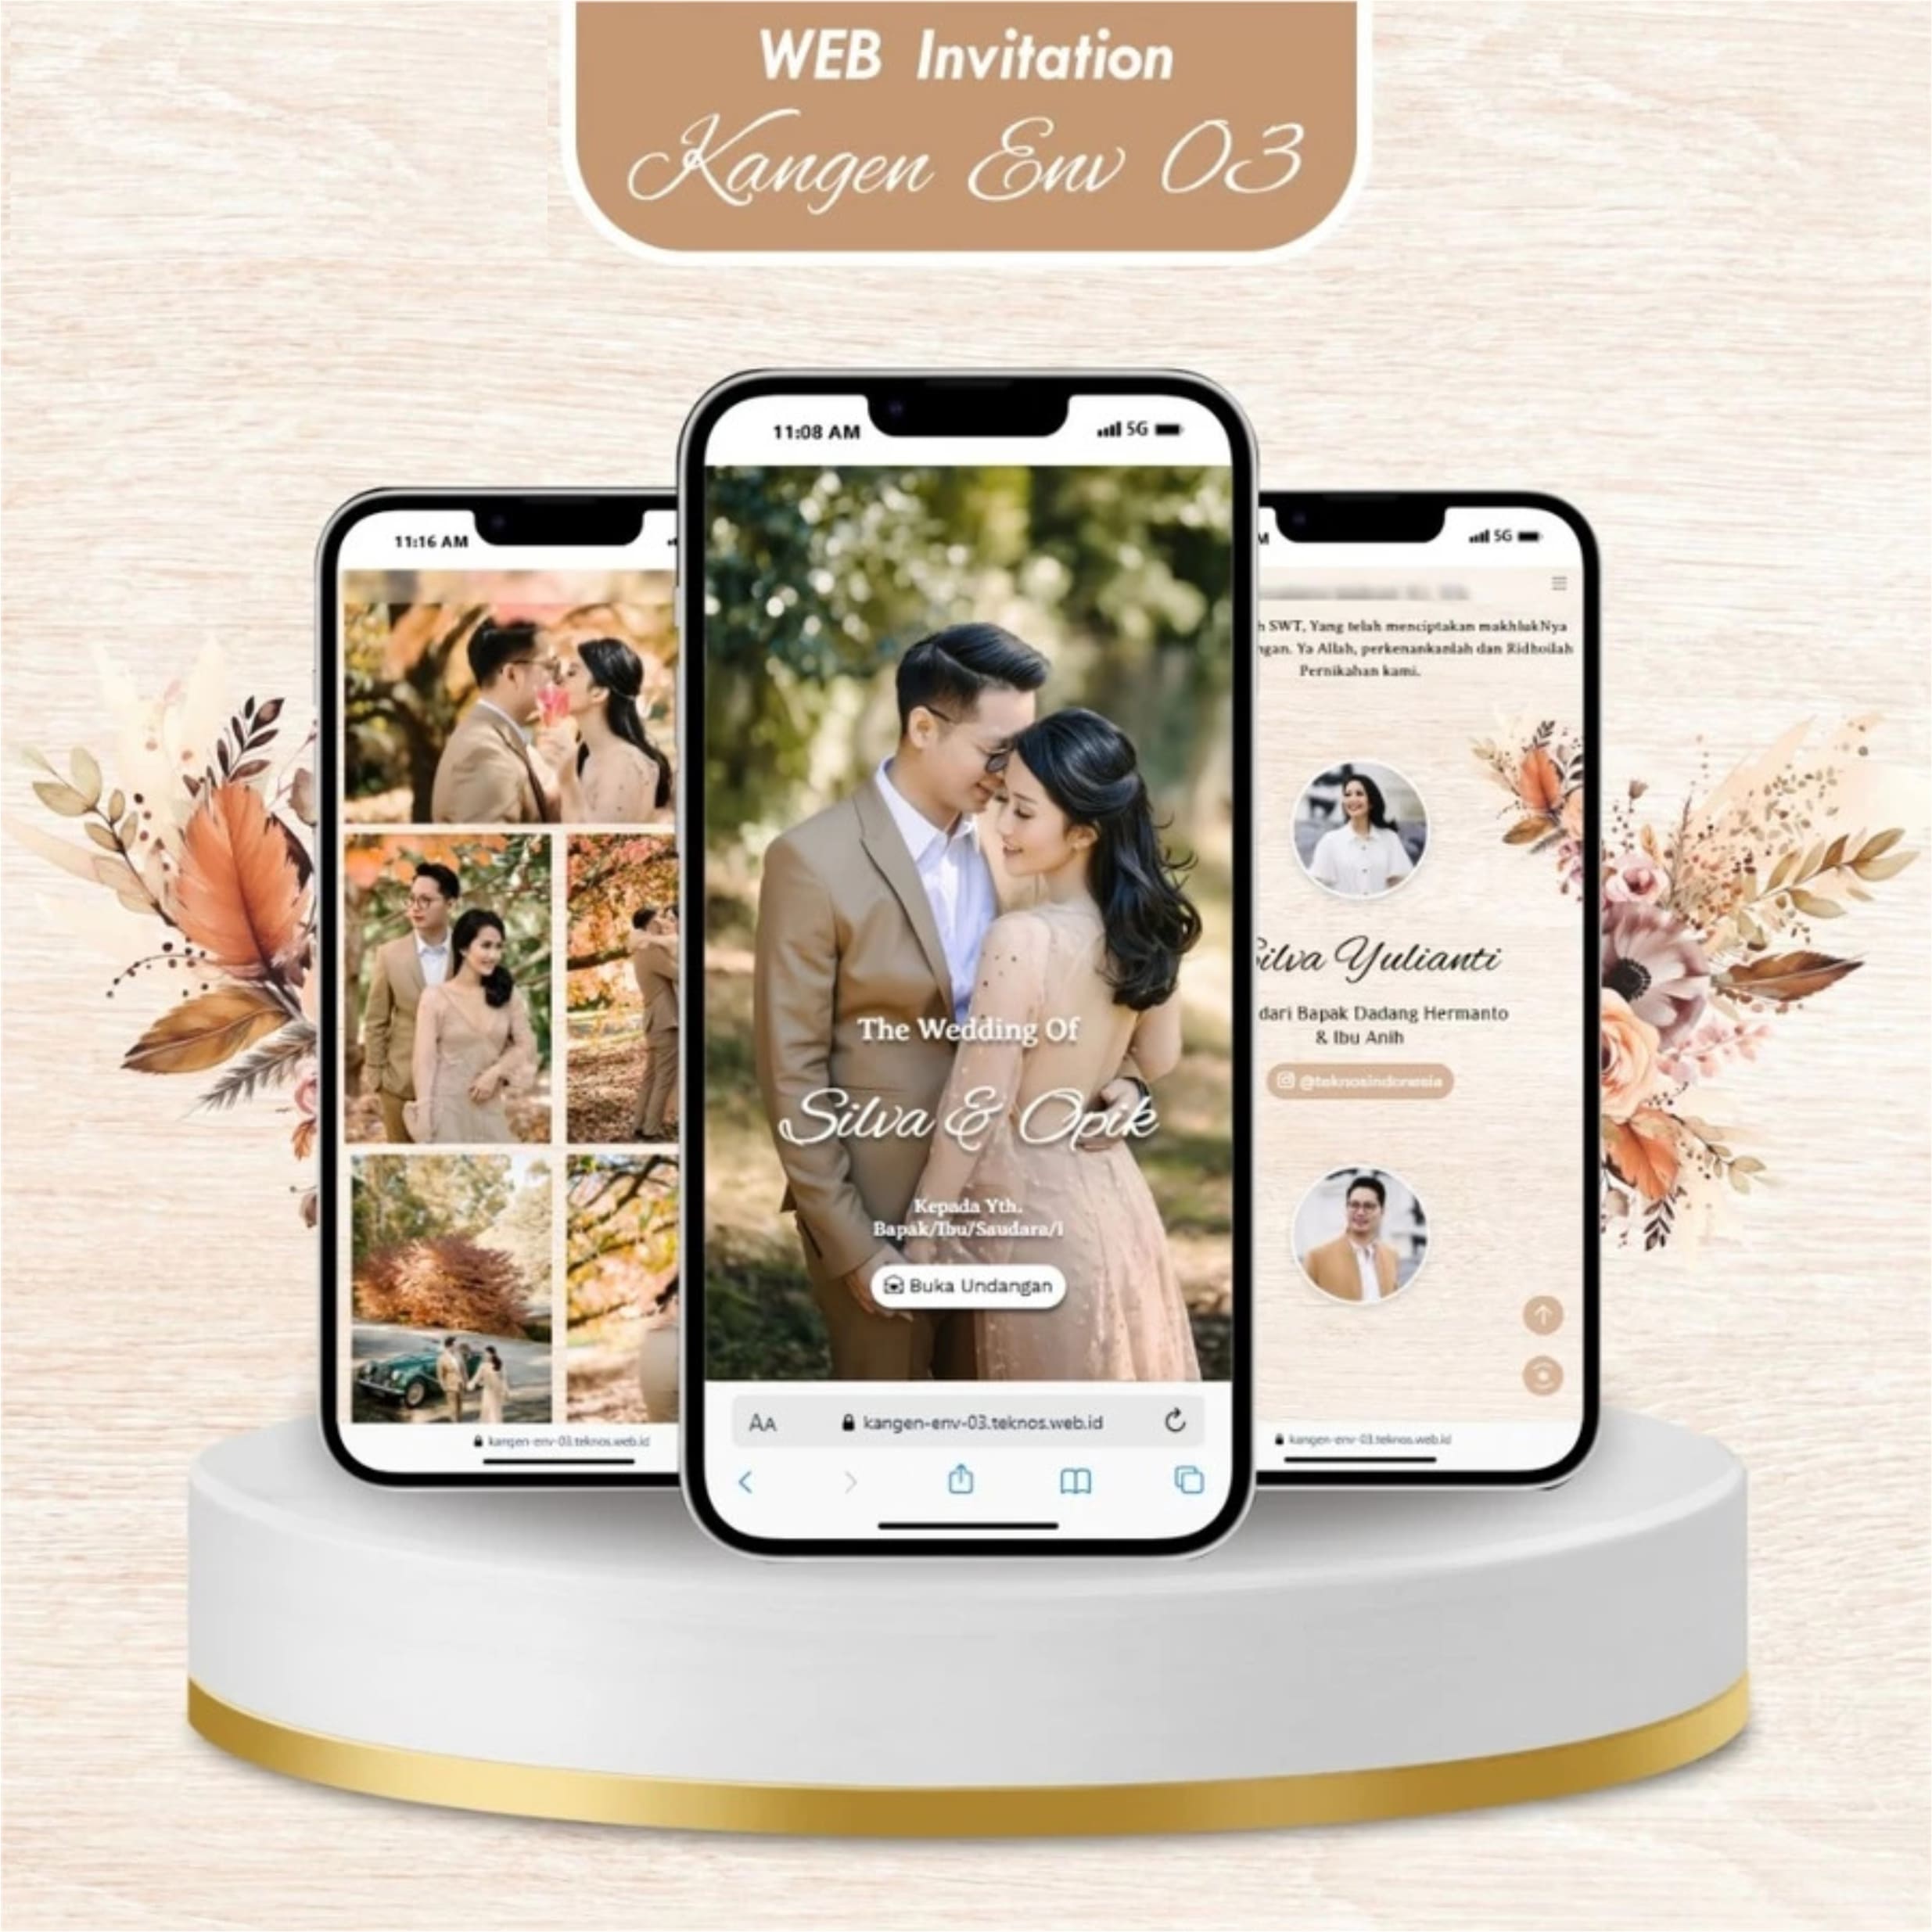 WEB Invitation
Kangen Env 03
11:16 AM
kangen-env-03.teknos.web.id
11:08 AM
5G
The Wedding Of
Silva & Opik
Kepada Yth.
Bapak/Ibu/Saudara/i
Buka Undangan
AA
kangen-env-03.teknos.web.id
5G
SWT, Yang telah menciptakan makhlukNya
Ya Allah, perkenankanlah dan Ridhoilah
Pernikahan kami.
Silva Yulianti
dari Bapak Dadang Hermanto
& Ibu Anih
@teknosindonesia
kangen-env-03.teknos.web.id